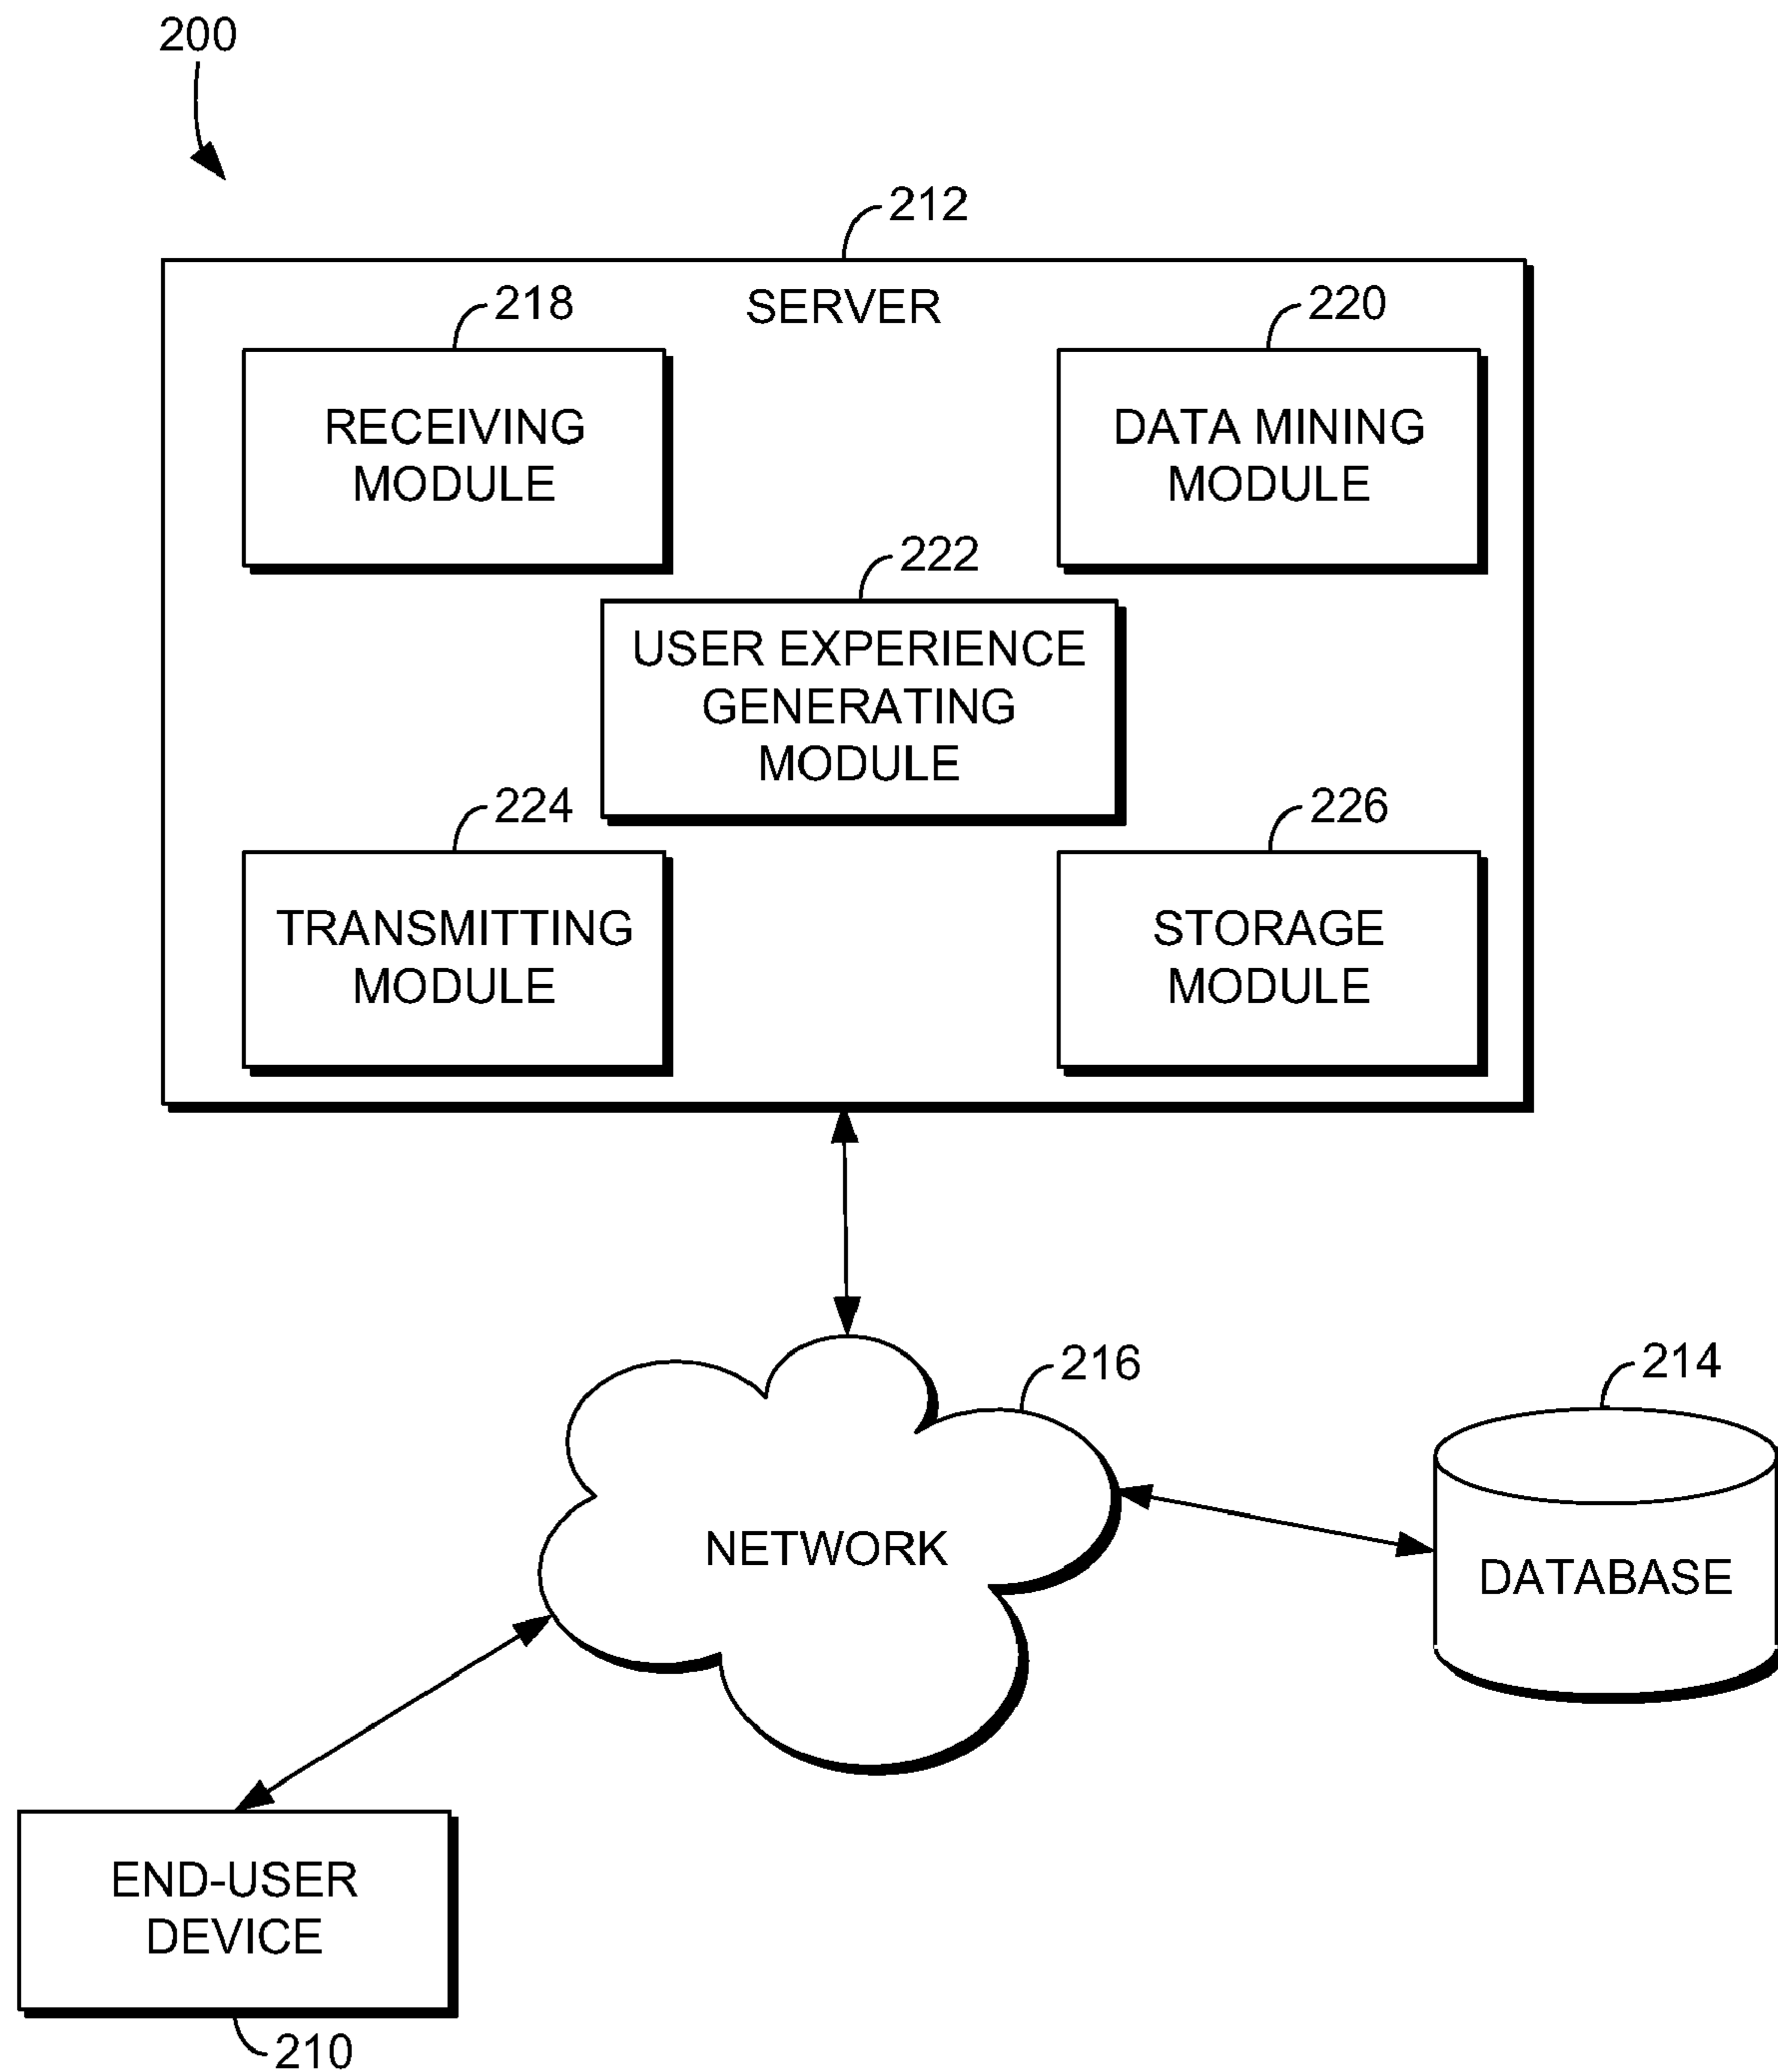 200
212
SERVER
218
220
RECEIVING
MODULE
DATA MINING
MODULE
222
USER EXPERIENCE
GENERATING
MODULE
224
226
TRANSMITTING
MODULE
STORAGE
MODULE
216
214
NETWORK
DATABASE
END-USER
DEVICE
210